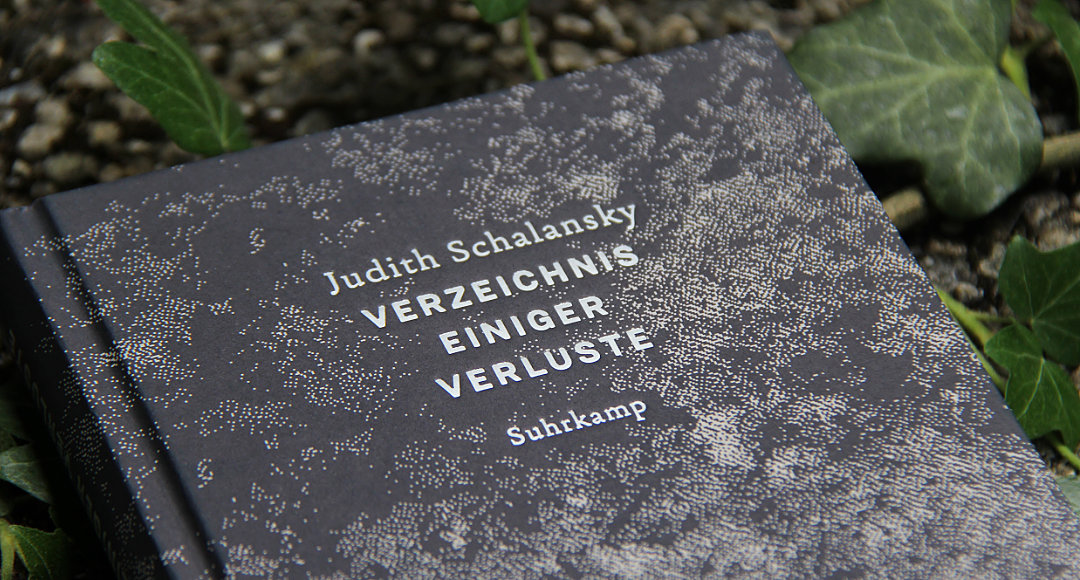 Judith Schalansky
VERZEICHNIS
EINIGER
VERLUSTE
Suhrkamp